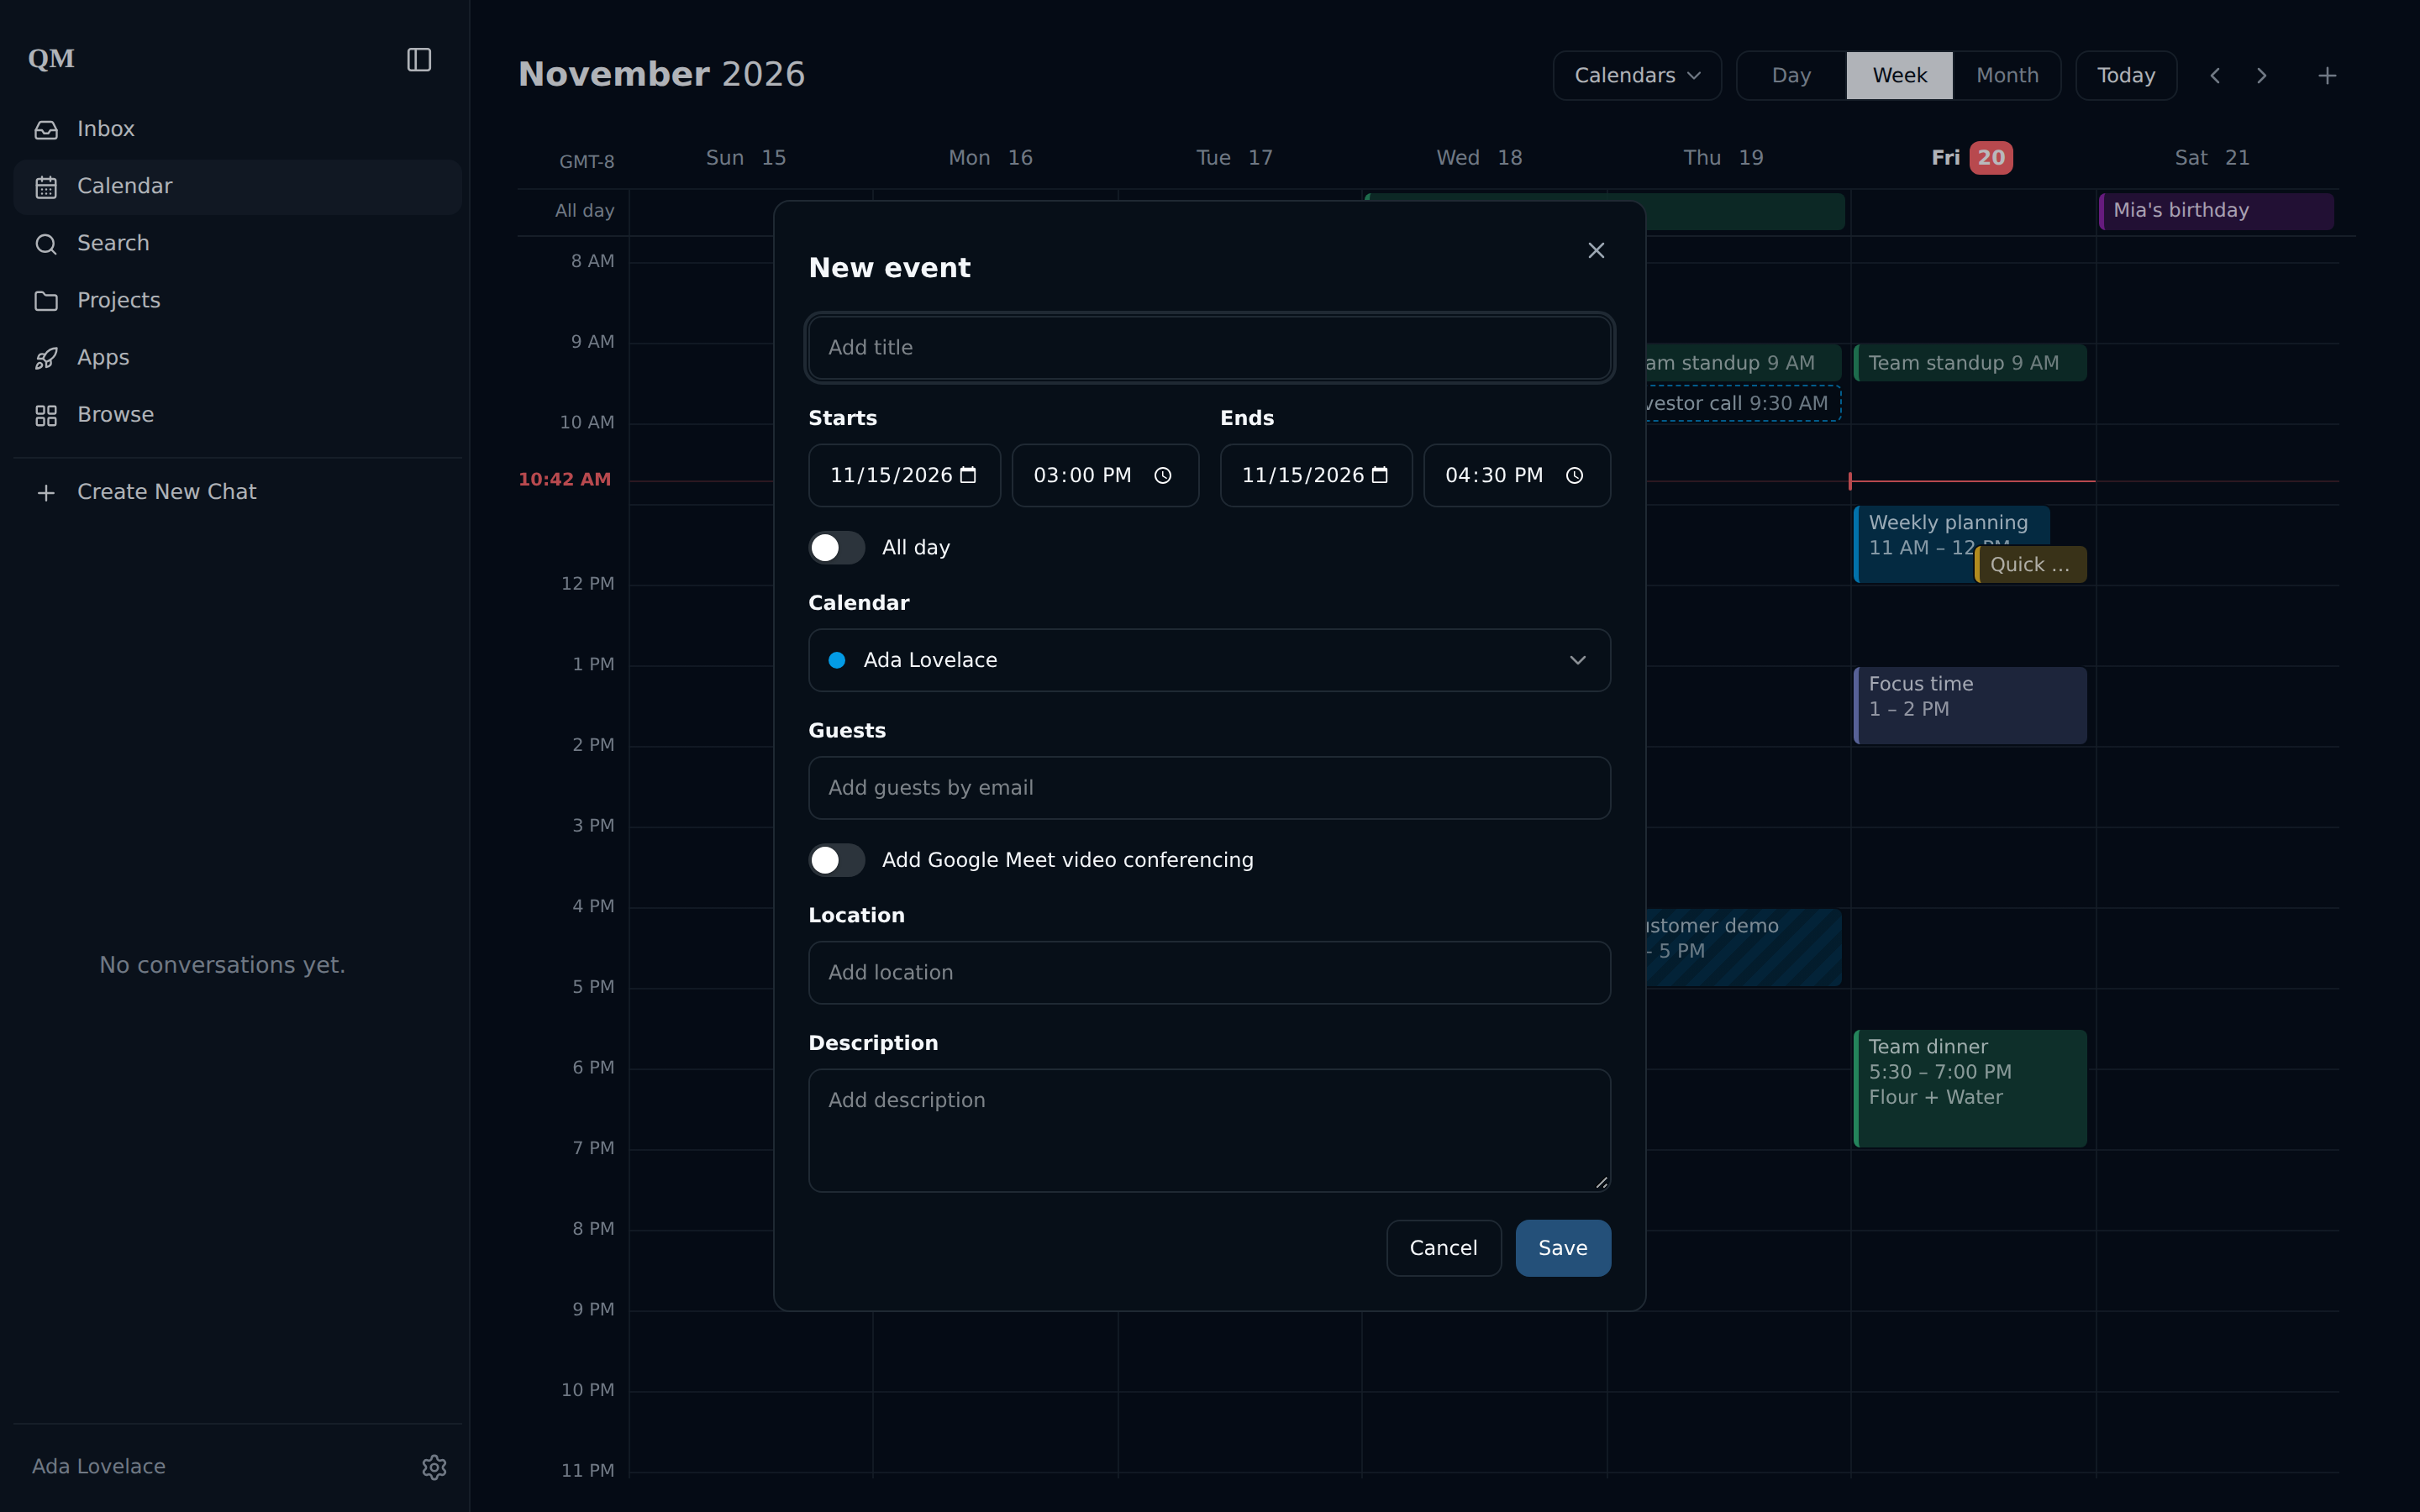 QM
Inbox
Calendar
Search
Projects
Apps
Browse
Create New Chat
No conversations yet.
Ada Lovelace
November 2026
Calendars
Day
Week
Month
Today
GMT-8
Sun 15
Mon 16
Tue 17
Wed 18
Thu 19
Fri 20
Sat 21
All day
Mia's birthday
8 AM
9 AM
10 AM
10:42 AM
12 PM
1 PM
2 PM
3 PM
4 PM
5 PM
6 PM
7 PM
8 PM
9 PM
10 PM
11 PM
New event
Add title
Starts
Ends
11/15/2026
03:00 PM
11/15/2026
04:30 PM
All day
Calendar
Ada Lovelace
Guests
Add guests by email
Add Google Meet video conferencing
Location
Add location
Description
Add description
Cancel
Save
am standup 9 AM
vestor call 9:30 AM
stomer demo
– 5 PM
Team standup 9 AM
Weekly planning
11 AM – 12
Quick …
Focus time
1 – 2 PM
Team dinner
5:30 – 7:00 PM
Flour + Water